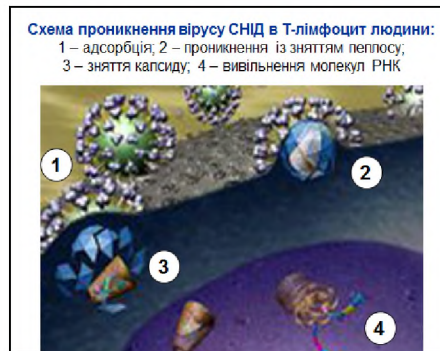 Схема проникнення вірусу СНІД в Т-лімфоцит людини:
1 – адсорбція; 2 – проникнення із зняттям пеплосу;
3 – зняття капсиду; 4 – вивільнення молекул РНК
1
2
3
4